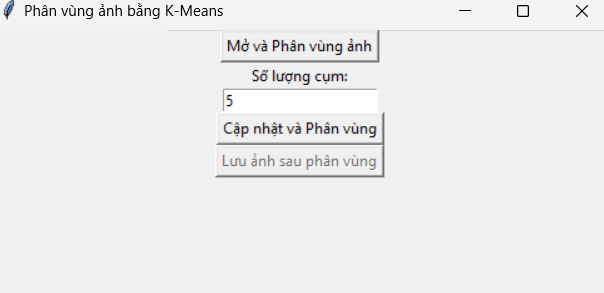 Phân vùng ảnh bằng K-Means
Mở và Phân vùng ảnh
Số lượng cụm:
5
Cập nhật và Phân vùng
Lưu ảnh sau phân vùng